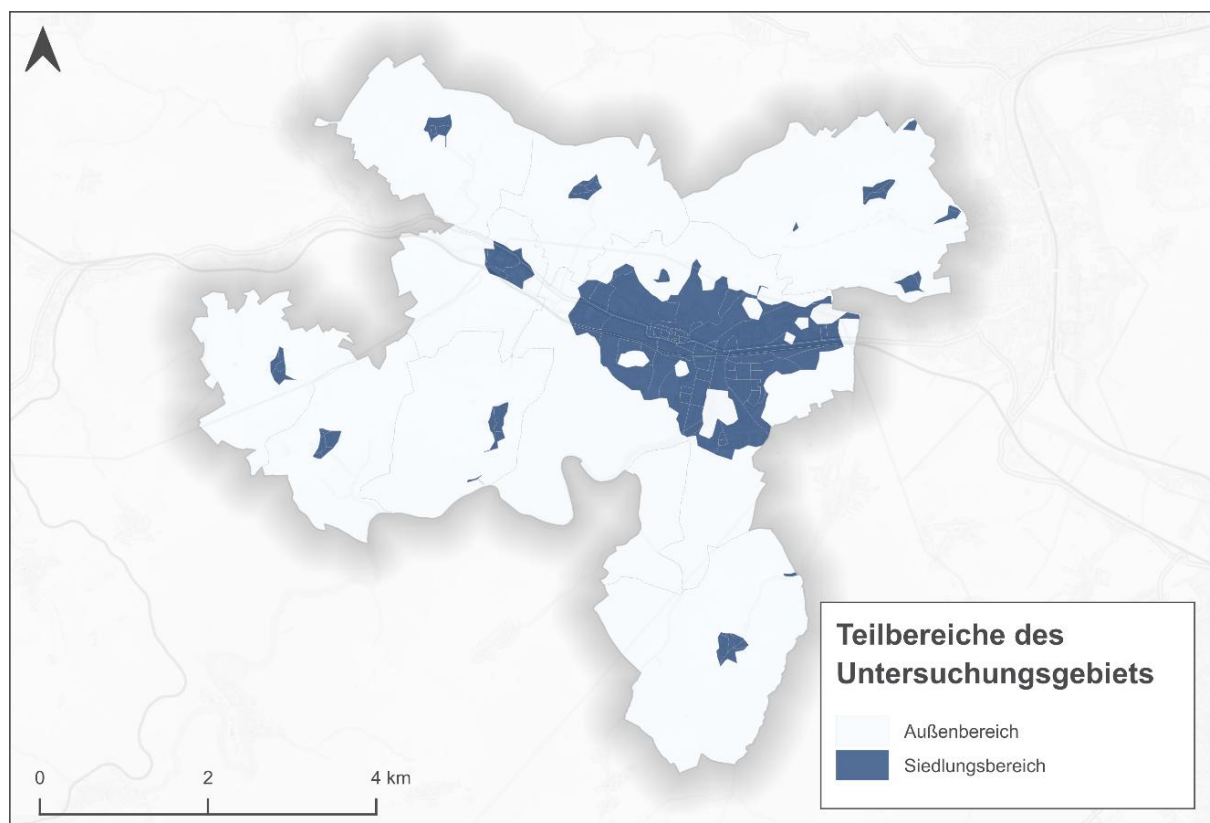 Teilbereiche des
Untersuchungsgebiets
Außenbereich
Siedlungsbereich
0 2 4 km